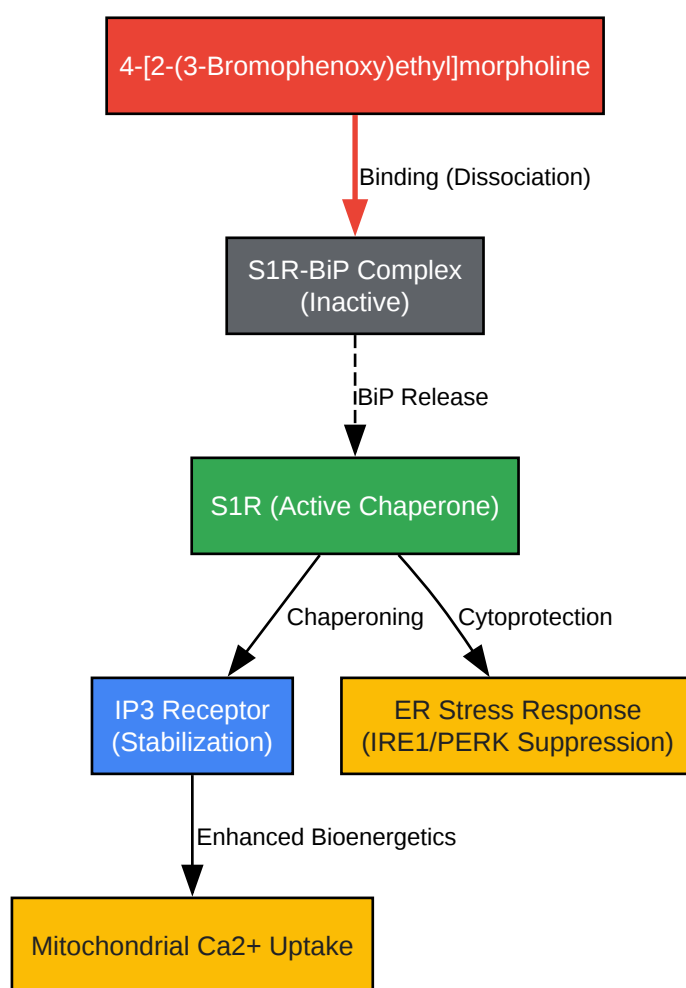 4-[2-(3-Bromophenoxy)ethyl]morpholine
Binding (Dissociation)
S1R-BiP Complex
(Inactive)
BiP Release
S1R (Active Chaperone)
Chaperoning
Cytoprotection
IP3 Receptor
(Stabilization)
ER Stress Response
(IRE1/PERK Suppression)
Enhanced Bioenergetics
Mitochondrial Ca2+ Uptake